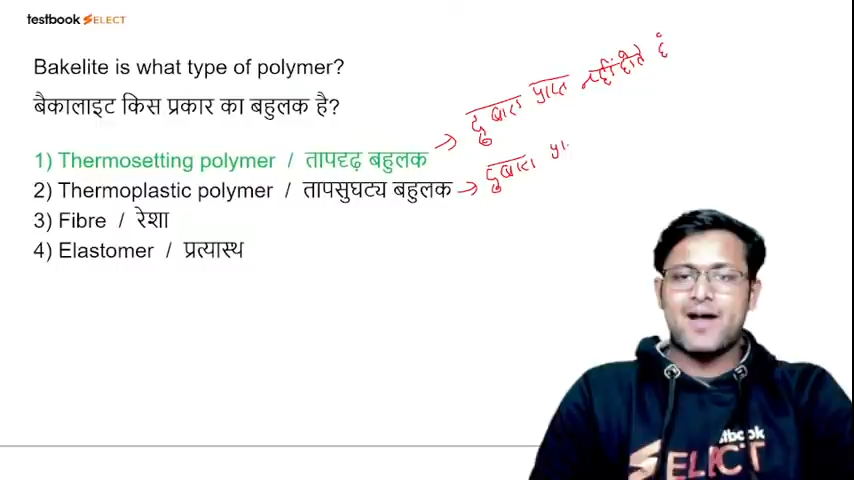 testbook SELECT
Bakelite is what type of polymer?
बैकालाइट किस प्रकार का बहुलक है?
1) Thermosetting polymer / तापदृढ़ बहुलक → दुबारा प्राप्त नहीं होते हैं
2) Thermoplastic polymer / तापसुघट्य बहुलक → दुबारा
3) Fibre / रेशा
4) Elastomer / प्रत्यास्थ